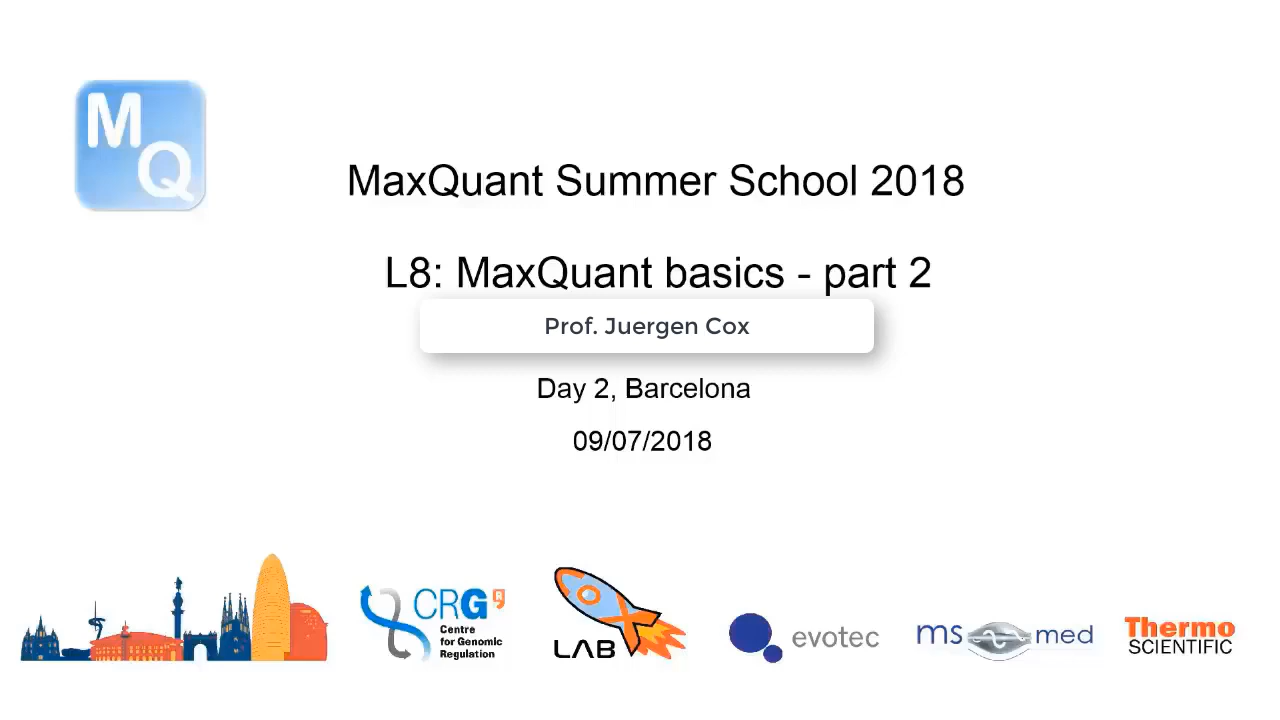 M
Q
MaxQuant Summer School 2018
L8: MaxQuant basics - part 2
Prof. Juergen Cox
Day 2, Barcelona
09/07/2018
CRG
Centre
for Genomic
Regulation
COX
LAB
evotec
ms med
Thermo
SCIENTIFIC